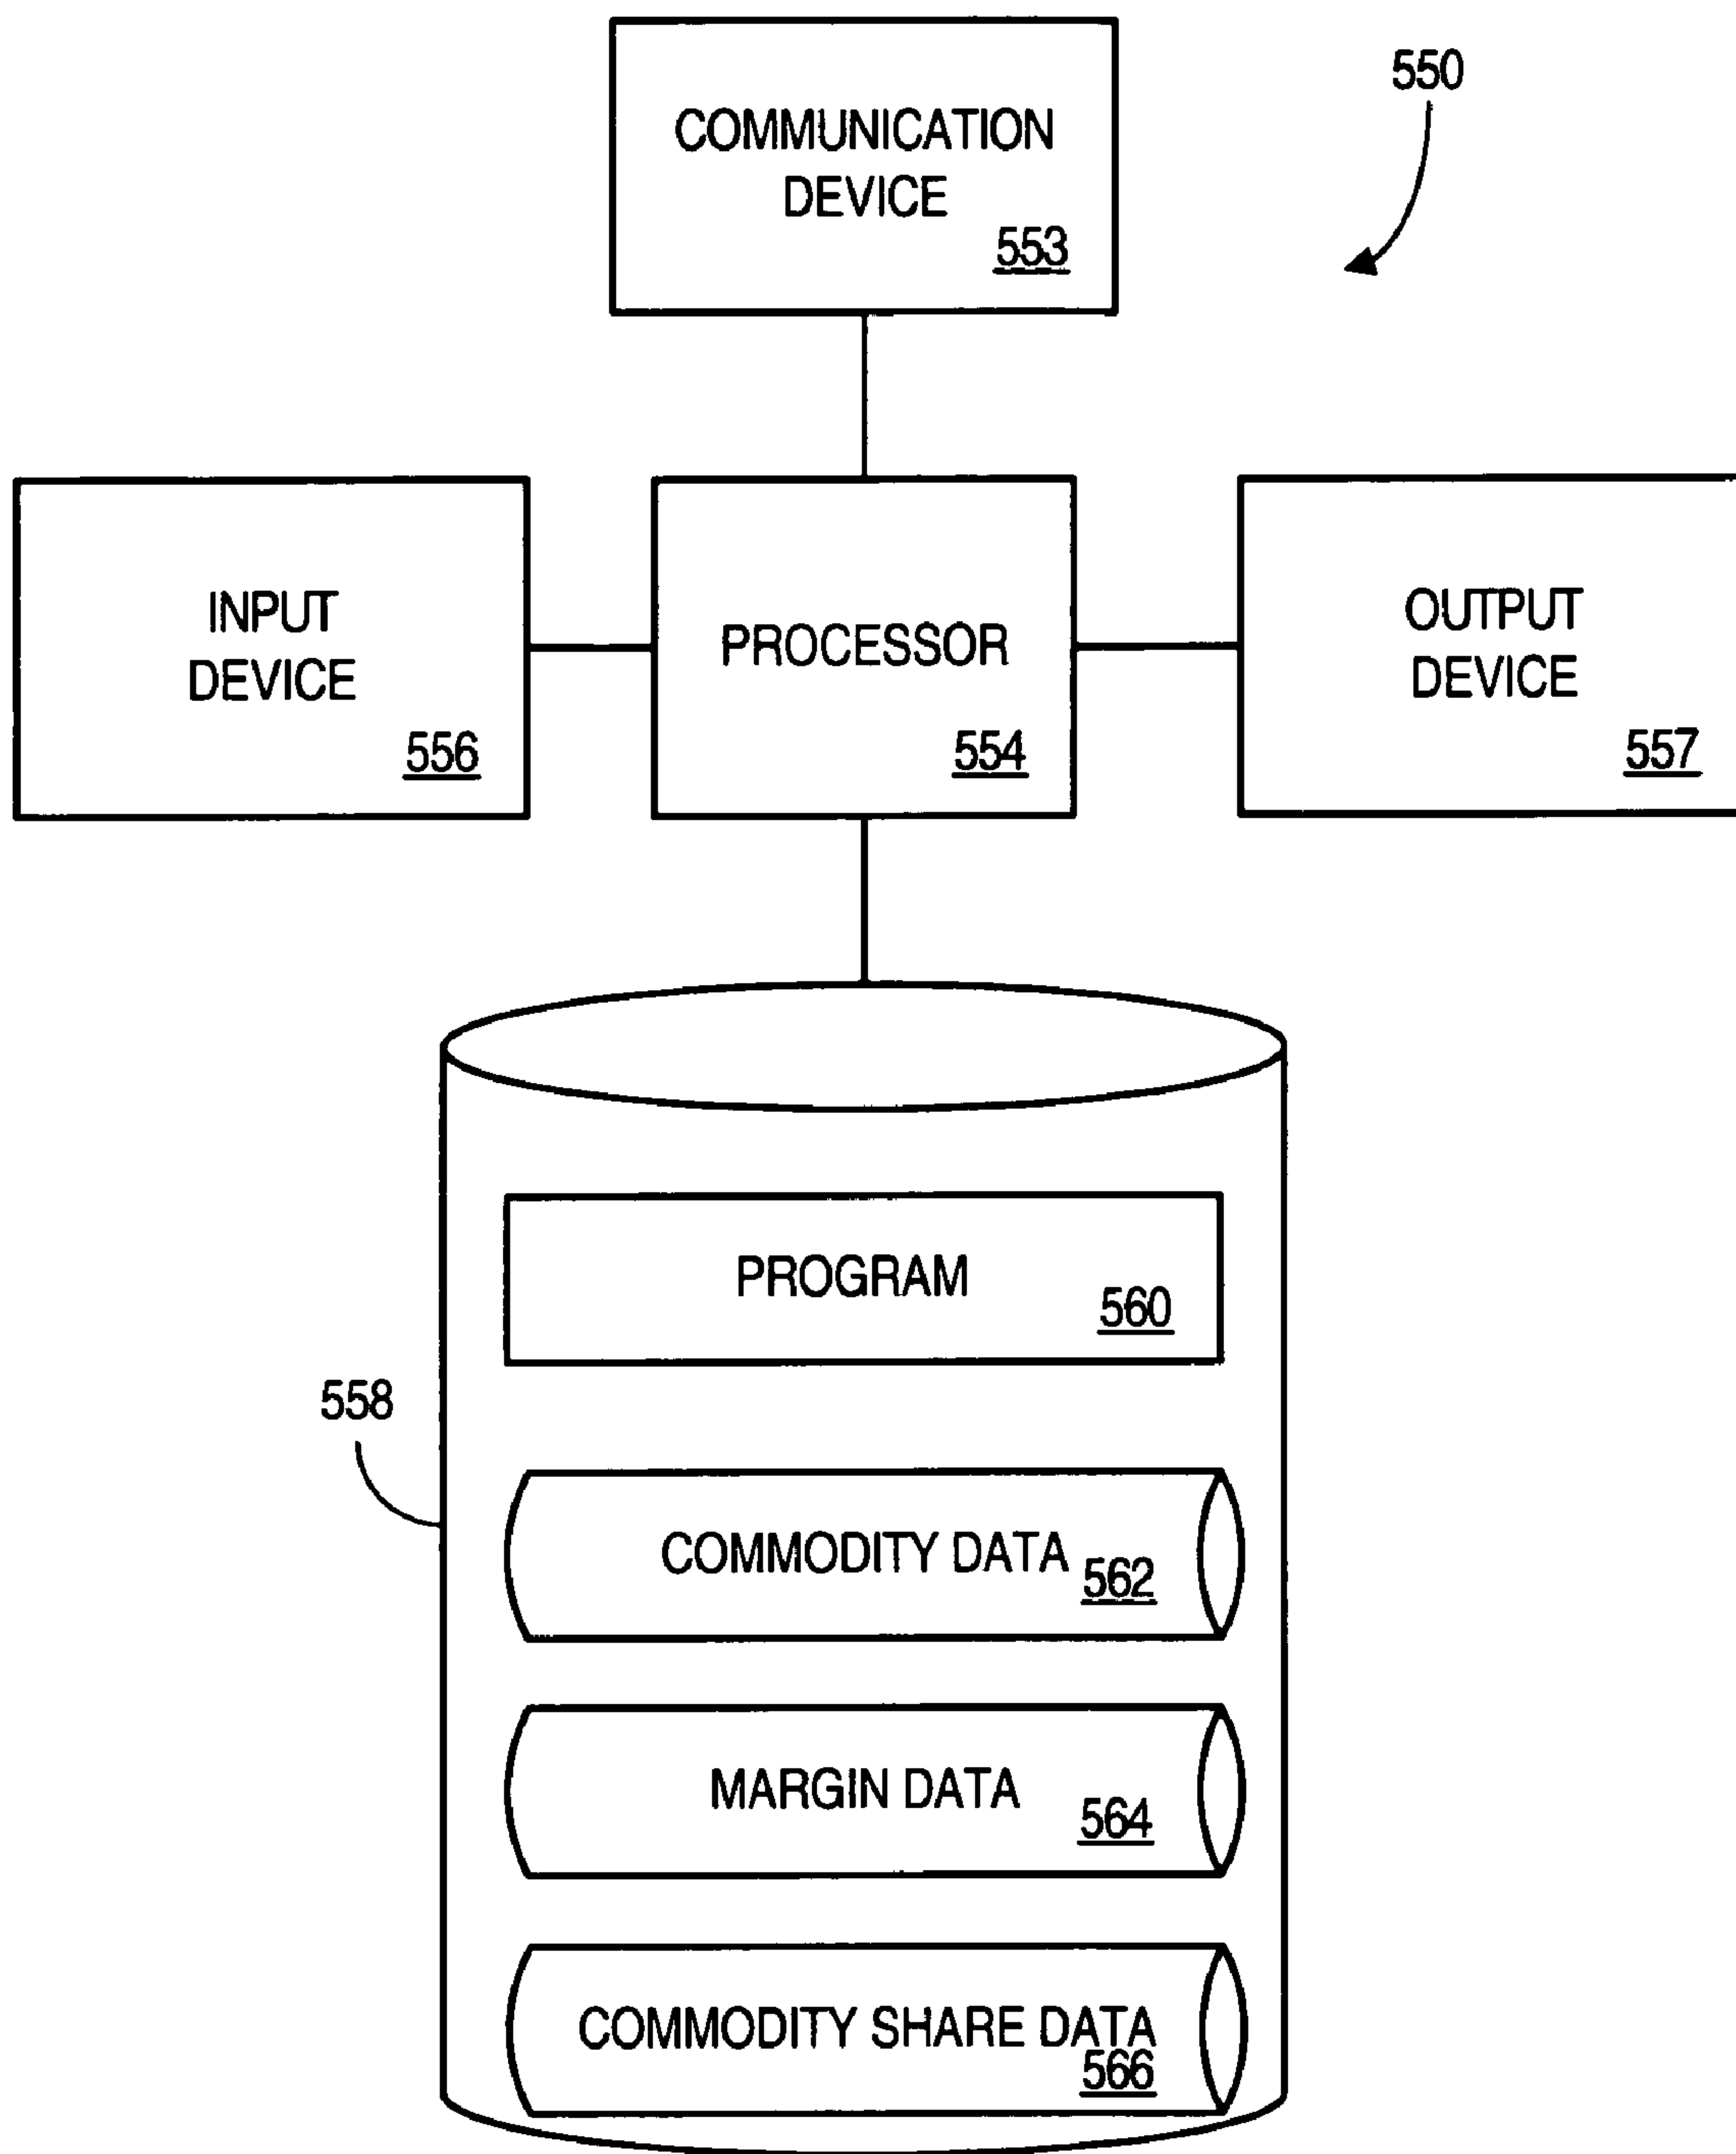 COMMUNICATION
DEVICE
553
550
INPUT
DEVICE
556
PROCESSOR
554
OUTPUT
DEVICE
557
PROGRAM
560
558
COMMODITY DATA
562
MARGIN DATA
564
COMMODITY SHARE DATA
566